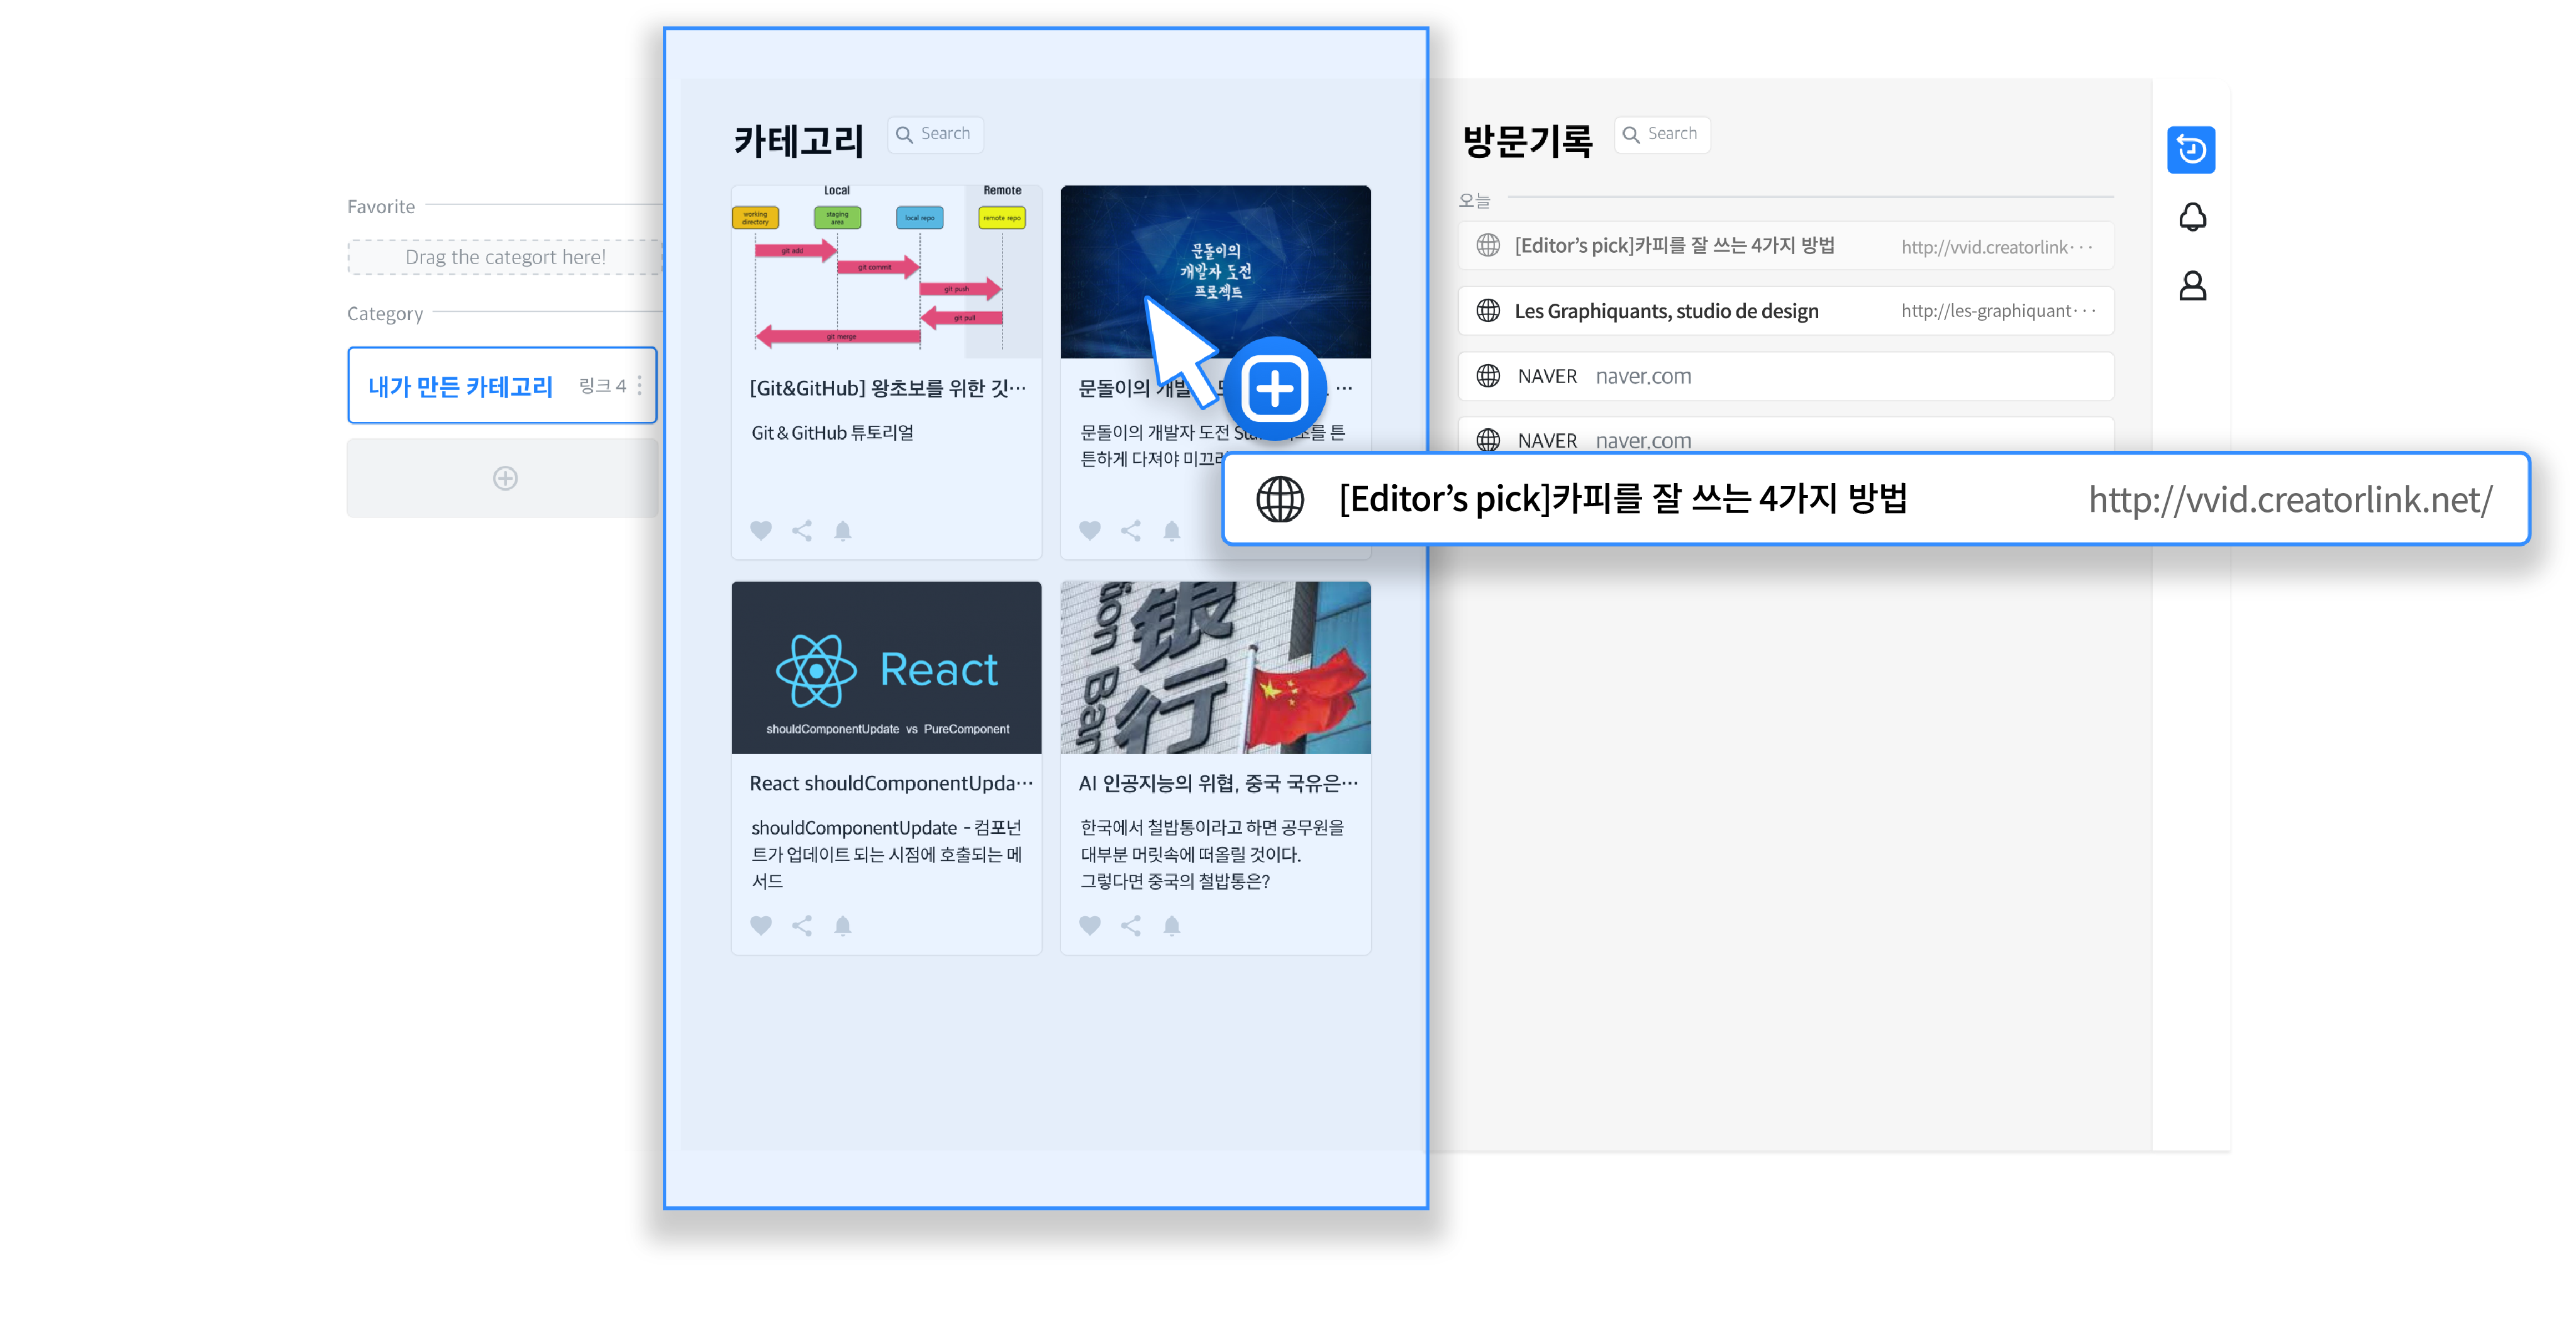 Favorite
Drag the categort here!
Category
내가 만든 카테고리 링크 4
카테고리 Search
Local Remote
working directory
staging area
local repo
remote repo
git add
git commit
git push
git pull
git merge
[Git&GitHub] 왕초보를 위한 깃···
Git & GitHub 튜토리얼
문돌이의
개발자 도전
프로젝트
문돌이의 개발 ···
문돌이의 개발자 도전 를 튼
튼하게 다져야 미끄러
React
shouldComponentUpdate vs PureComponent
React shouldComponentUpda···
shouldComponentUpdate - 컴포넌
트가 업데이트 되는 시점에 호출되는 메
서드
银行
tion Ban
AI 인공지능의 위협, 중국 국유은···
한국에서 철밥통이라고 하면 공무원을
대부분 머릿속에 떠올릴 것이다.
그렇다면 중국의 철밥통은?
방문기록 Search
오늘
[Editor’s pick]카피를 잘 쓰는 4가지 방법 http://vvid.creatorlink···
Les Graphiquants, studio de design http://les-graphiquant···
NAVER naver.com
NAVER naver.com
[Editor’s pick]카피를 잘 쓰는 4가지 방법 http://vvid.creatorlink.net/